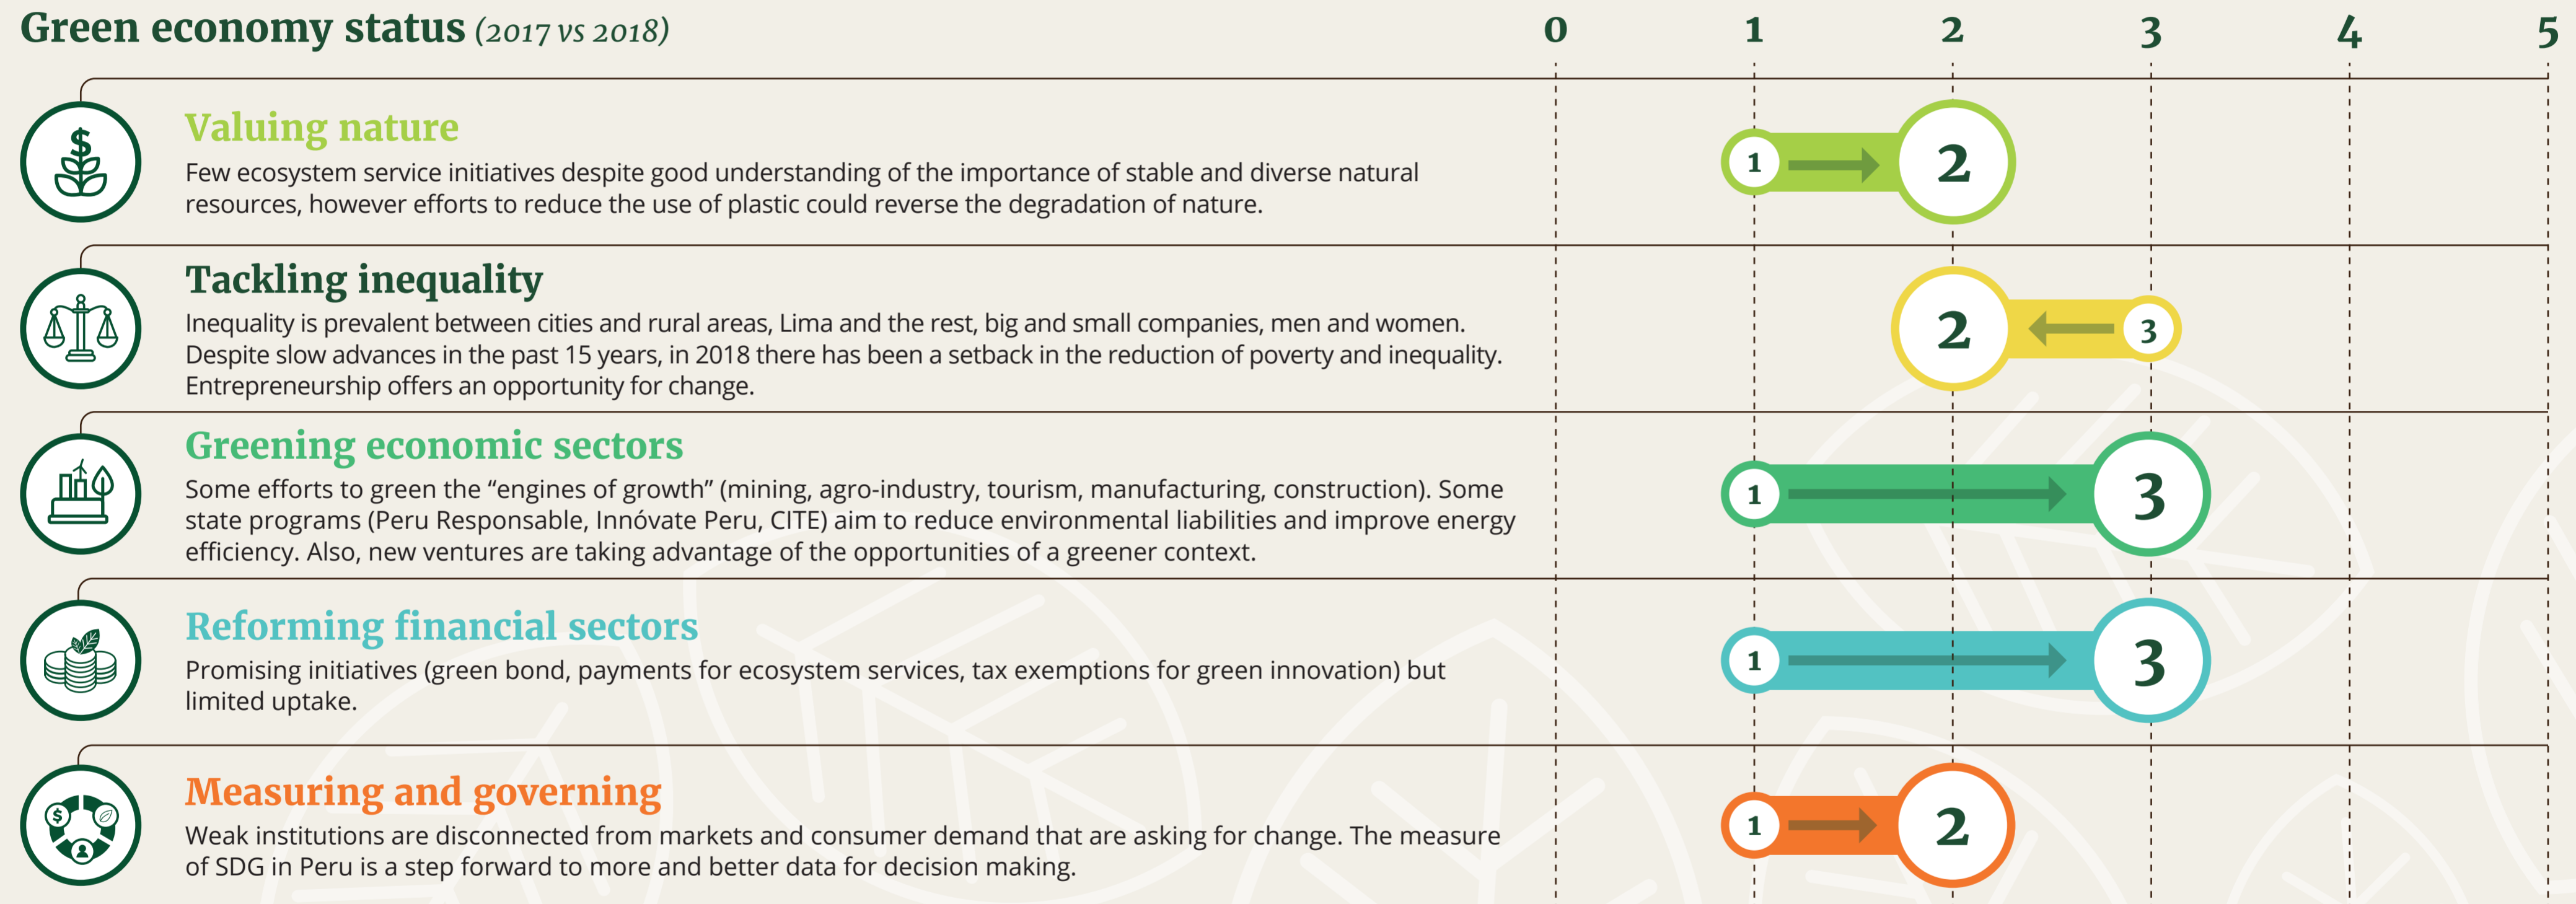 Green economy status (2017 vs 2018)
0 1 2 3 4 5
Valuing nature
Few ecosystem service initiatives despite good understanding of the importance of stable and diverse natural
resources, however efforts to reduce the use of plastic could reverse the degradation of nature.
1 2
Tackling inequality
Inequality is prevalent between cities and rural areas, Lima and the rest, big and small companies, men and women.
Despite slow advances in the past 15 years, in 2018 there has been a setback in the reduction of poverty and inequality.
Entrepreneurship offers an opportunity for change.
2 3
Greening economic sectors
Some efforts to green the “engines of growth” (mining, agro-industry, tourism, manufacturing, construction). Some
state programs (Peru Responsable, Innóvate Peru, CITE) aim to reduce environmental liabilities and improve energy
efficiency. Also, new ventures are taking advantage of the opportunities of a greener context.
1 3
Reforming financial sectors
Promising initiatives (green bond, payments for ecosystem services, tax exemptions for green innovation) but
limited uptake.
1 3
Measuring and governing
Weak institutions are disconnected from markets and consumer demand that are asking for change. The measure
of SDG in Peru is a step forward to more and better data for decision making.
1 2